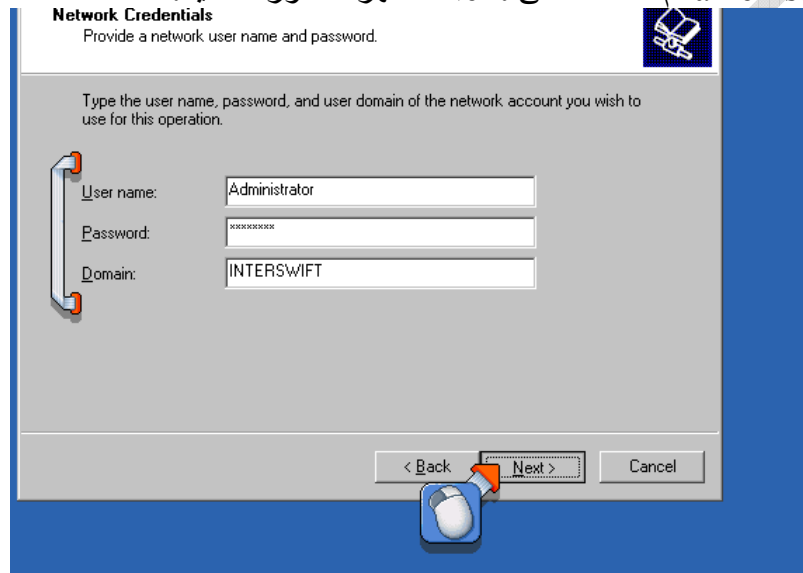 Network Credentials
Provide a network user name and password.
Type the user name, password, and user domain of the network account you wish to
use for this operation.
User name:
Administrator
Password:
××××××××
Domain:
INTERSWIFT
< Back
Next >
Cancel